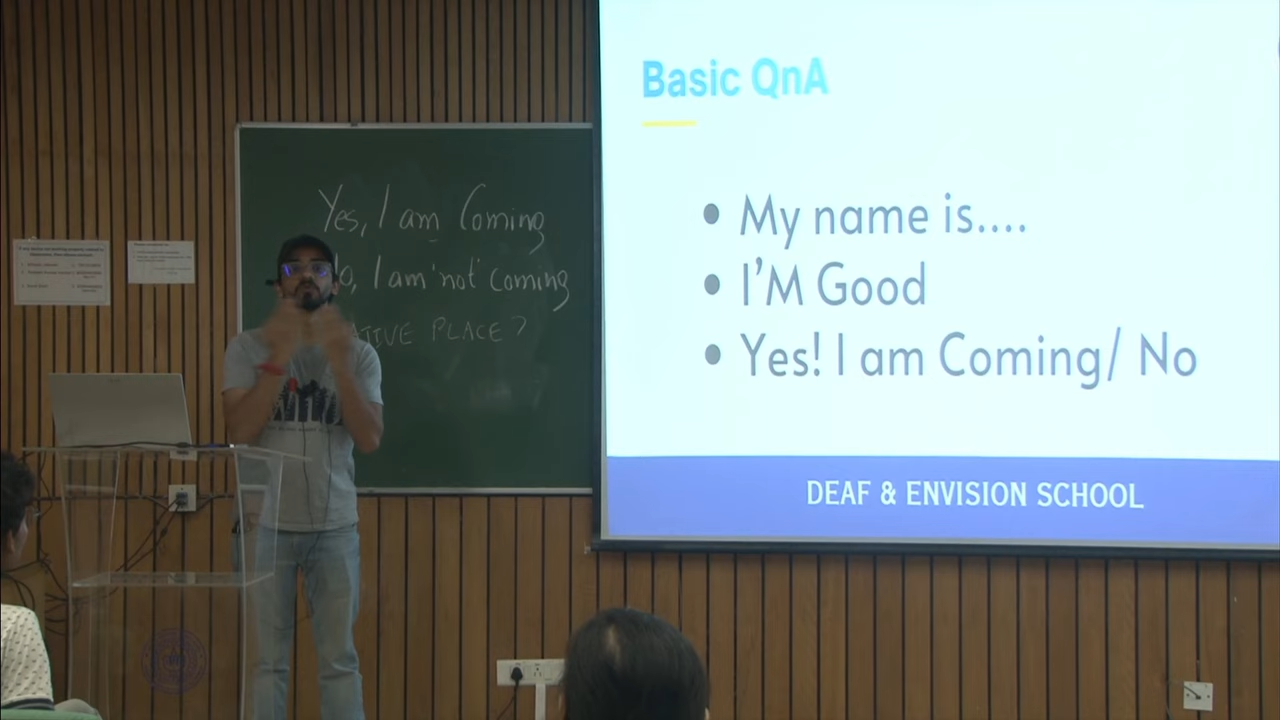 Yes, I am Coming
I am 'not' coming
PLACE?
Basic QnA
• My name is....
• I'M Good
• Yes! I am Coming/ No
DEAF & ENVISION SCHOOL